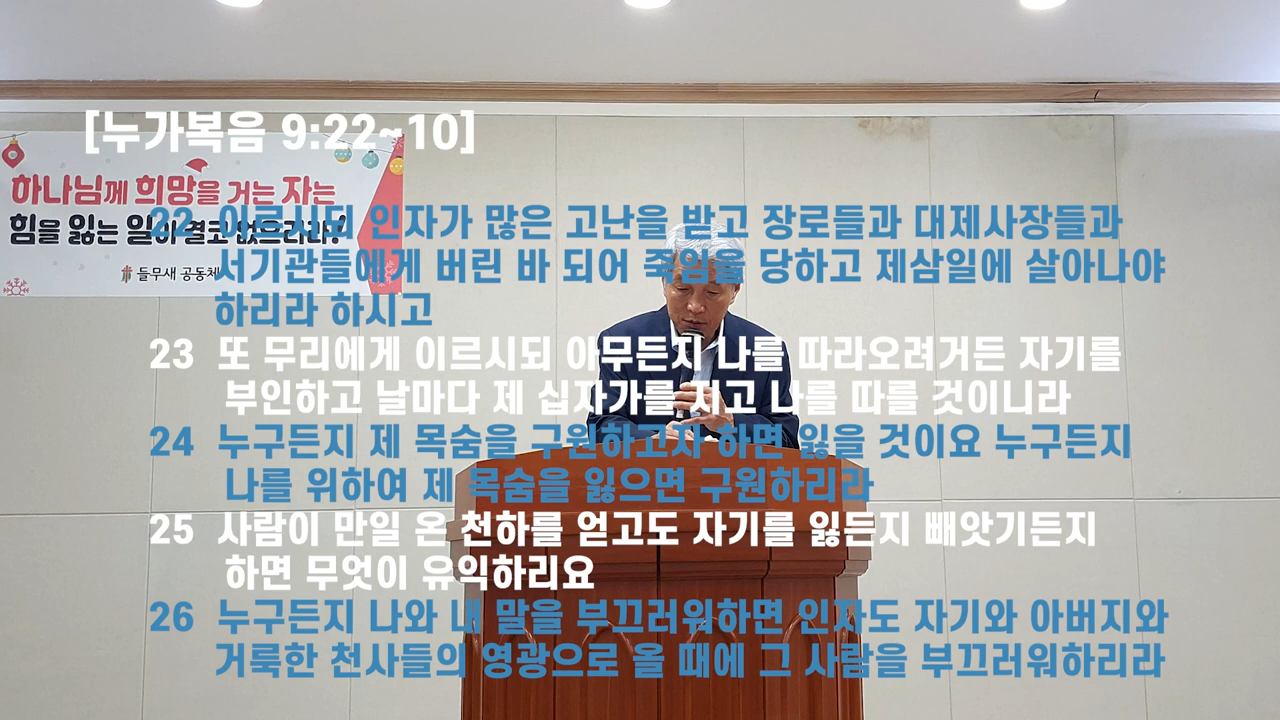 [누가복음 9:22~10]
하나님께 희망을 거는 자는
힘을 잃는 일이 결코 없으리라!
들무새 공동체
22 이르시되 인자가 많은 고난을 받고 장로들과 대제사장들과
서기관들에게 버린 바 되어 죽임을 당하고 제삼일에 살아나야
하리라 하시고
23 또 무리에게 이르시되 아무든지 나를 따라오려거든 자기를
부인하고 날마다 제 십자가를 지고 나를 따를 것이니라
24 누구든지 제 목숨을 구원하고자 하면 잃을 것이요 누구든지
나를 위하여 제 목숨을 잃으면 구원하리라
25 사람이 만일 온 천하를 얻고도 자기를 잃든지 빼앗기든지
하면 무엇이 유익하리요
26 누구든지 나와 내 말을 부끄러워하면 인자도 자기와 아버지와
거룩한 천사들의 영광으로 올 때에 그 사람을 부끄러워하리라